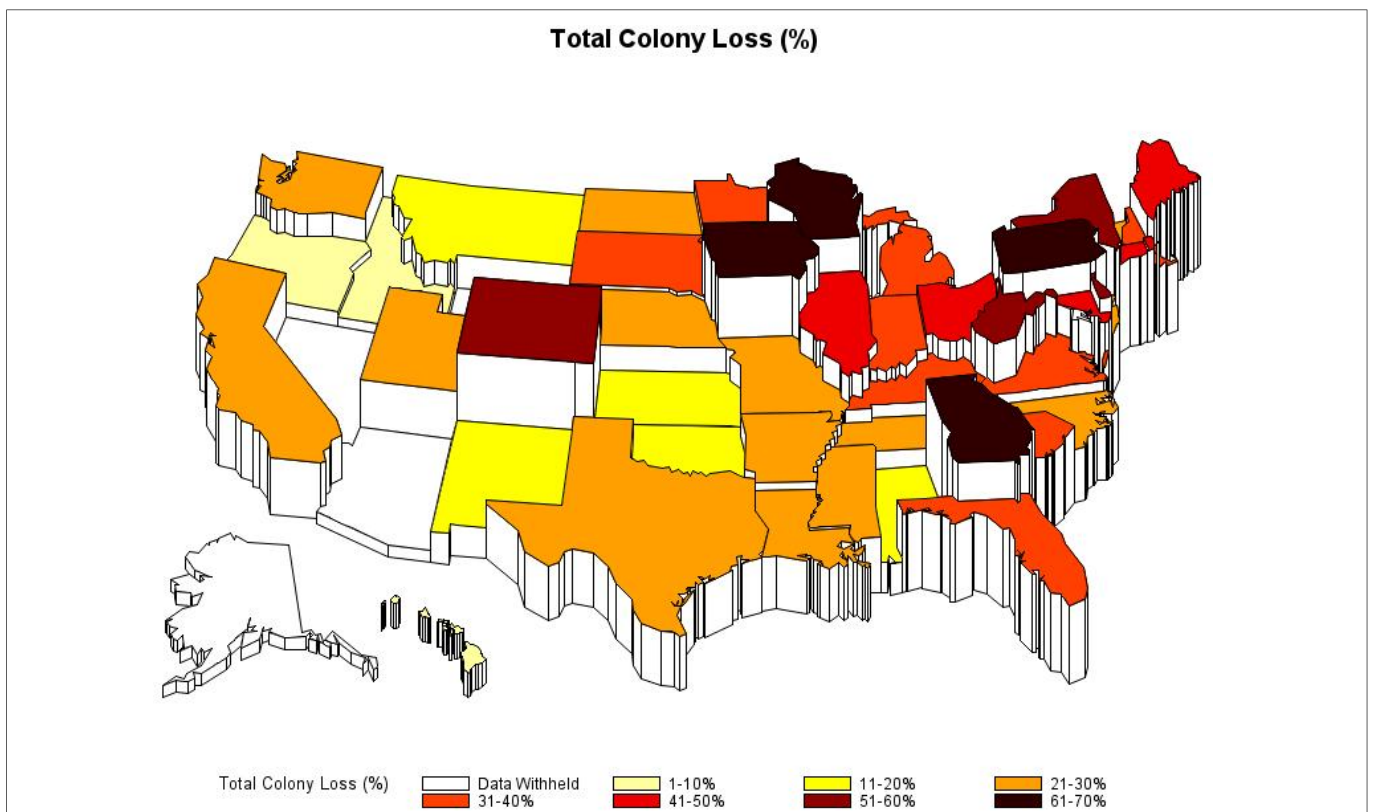 Total Colony Loss (%)
Total Colony Loss (%) Data Withheld 1-10% 11-20% 21-30%
31-40% 41-50% 51-60% 61-70%